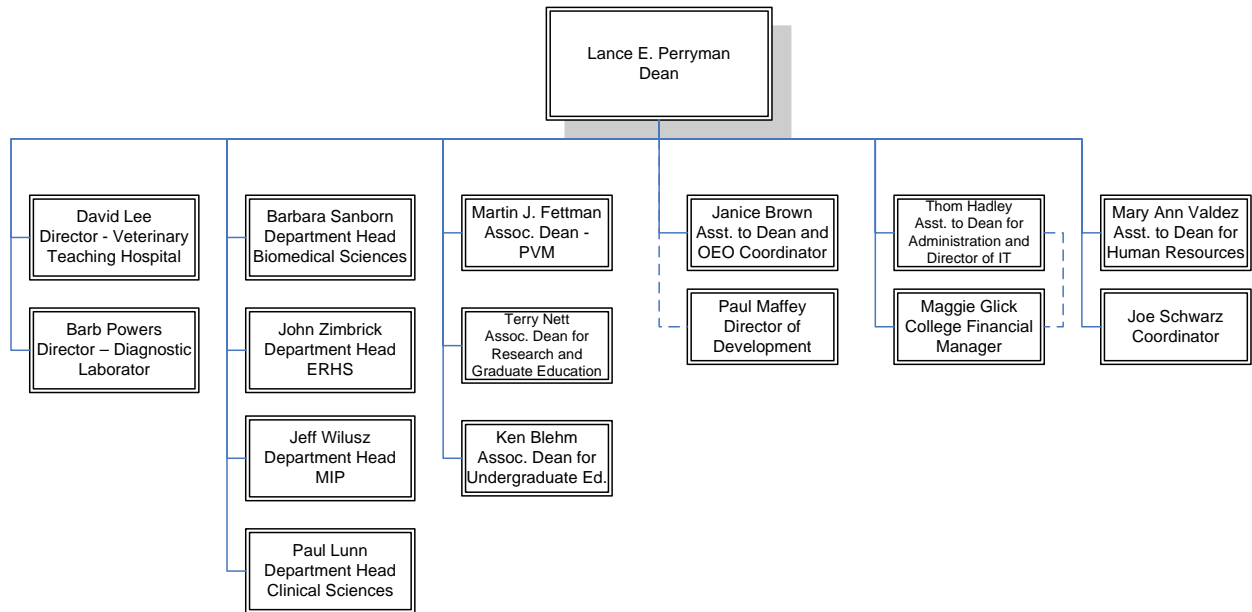 Lance E. Perryman
Dean
David Lee
Director - Veterinary
Teaching Hospital
Barb Powers
Director – Diagnostic
Laborator
Barbara Sanborn
Department Head
Biomedical Sciences
John Zimbrick
Department Head
ERHS
Jeff Wilusz
Department Head
MIP
Paul Lunn
Department Head
Clinical Sciences
Martin J. Fettman
Assoc. Dean -
PVM
Terry Nett
Assoc. Dean for
Research and
Graduate Education
Ken Blehm
Assoc. Dean for
Undergraduate Ed.
Janice Brown
Asst. to Dean and
OEO Coordinator
Paul Maffey
Director of
Development
Thom Hadley
Asst. to Dean for
Administration and
Director of IT
Maggie Glick
College Financial
Manager
Mary Ann Valdez
Asst. to Dean for
Human Resources
Joe Schwarz
Coordinator